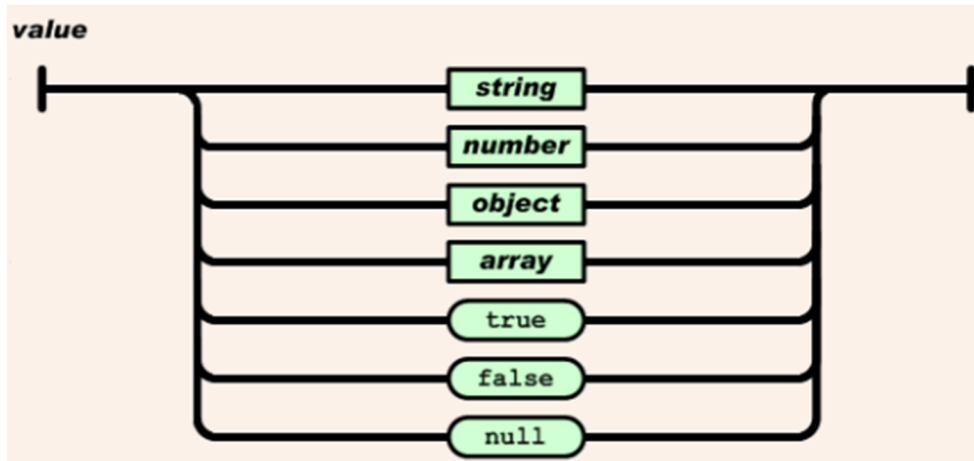 value
string
number
object
array
true
false
null